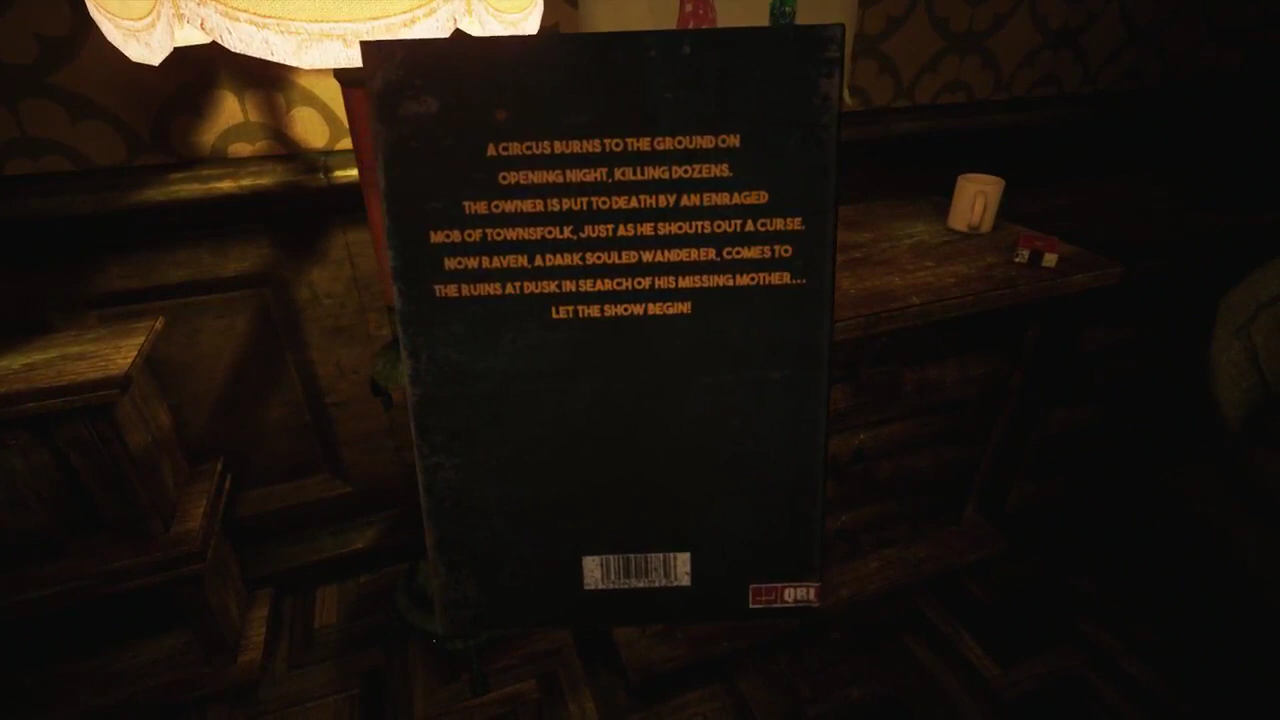 A CIRCUS BURNS TO THE GROUND ON
OPENING NIGHT, KILLING DOZENS.
THE OWNER IS PUT TO DEATH BY AN ENRAGED
MOB OF TOWNSFOLK, JUST AS HE SHOUTS OUT A CURSE.
NOW RAVEN, A DARK SOULED WANDERER, COMES TO
THE RUINS AT DUSK IN SEARCH OF HIS MISSING MOTHER...
LET THE SHOW BEGIN!